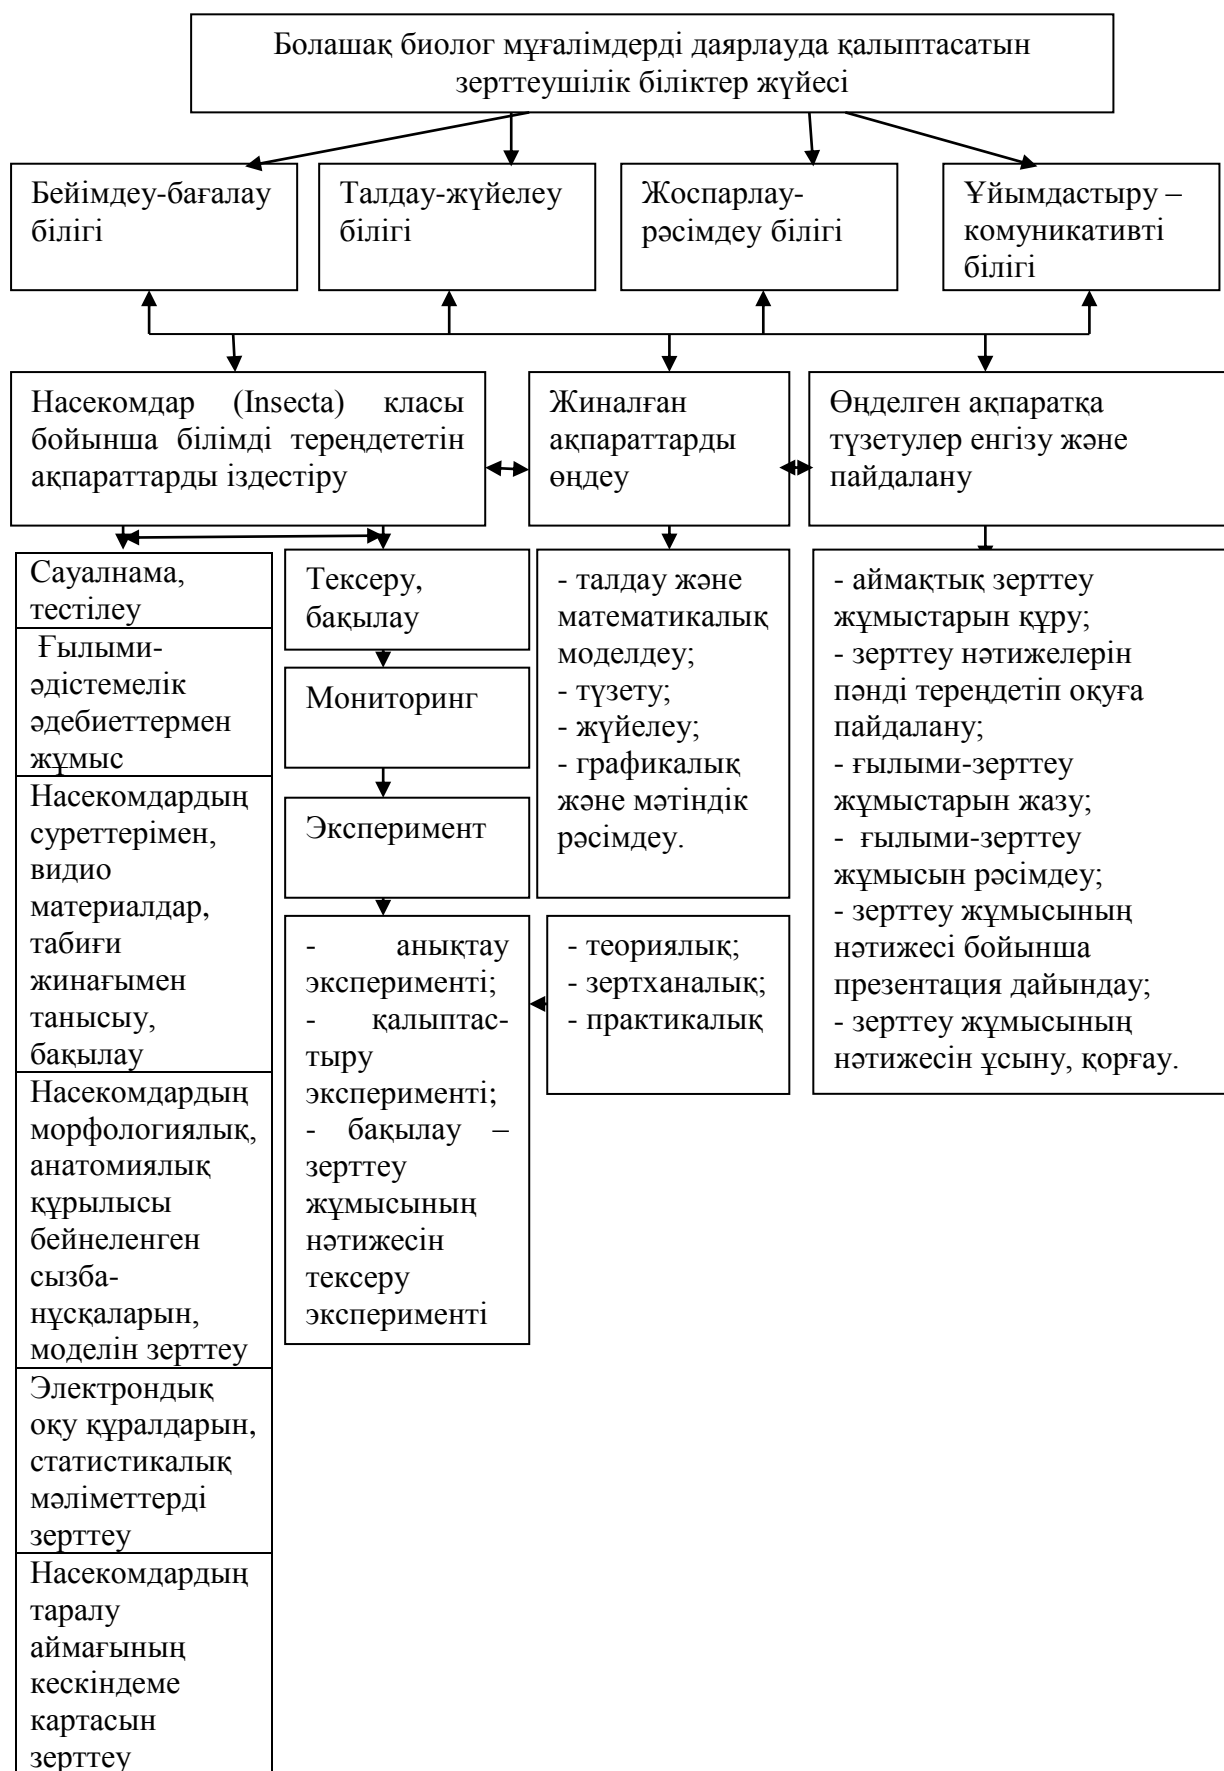 Болашақ биолог мұғалімдерді даярлауда қалыптасатын
зерттеушілік біліктер жүйесі
Бейімдеу-бағалау
білігі
Талдау-жүйелеу
білігі
Жоспарлау-
рәсімдеу білігі
Ұйымдастыру –
комуникативті
білігі
Насекомдар (Insecta) класы
бойынша білімді тереңдететін
ақпараттарды іздестіру
Жиналған
ақпараттарды
өңдеу
Өңделген ақпаратқа
түзетулер енгізу және
пайдалану
Сауалнама,
тестілеу
Ғылыми-
әдістемелік
әдебиеттермен
жұмыс
Насекомдардың
суреттерімен,
видио
материалдар,
табиғи
жинағымен
танысыу,
бақылау
Насекомдардың
морфологиялық,
анатомиялық
құрылысы
бейнеленген
сызба-
нұсқаларын,
моделін зерттеу
Электрондық
оқу құралдарын,
статистикалық
мәліметтерді
зерттеу
Насекомдардың
таралу
аймағының
кескіндеме
картасын
зерттеу
Тексеру,
бақылау
Мониторинг
Эксперимент
- анықтау
эксперименті;
- қалыптас-
тыру
эксперименті;
- бақылау –
зерттеу
жұмысының
нәтижесін
тексеру
эксперименті
- талдау және
математикалық
моделдеу;
- түзету;
- жүйелеу;
- графикалық
және мәтіндік
рәсімдеу.
- теориялық;
- зертханалық;
- практикалық
- аймақтық зерттеу
жұмыстарын құру;
- зерттеу нәтижелерін
пәнді тереңдетіп оқуға
пайдалану;
- ғылыми-зерттеу
жұмыстарын жазу;
- ғылыми-зерттеу
жұмысын рәсімдеу;
- зерттеу жұмысының
нәтижесі бойынша
презентация дайындау;
- зерттеу жұмысының
нәтижесін ұсыну, қорғау.